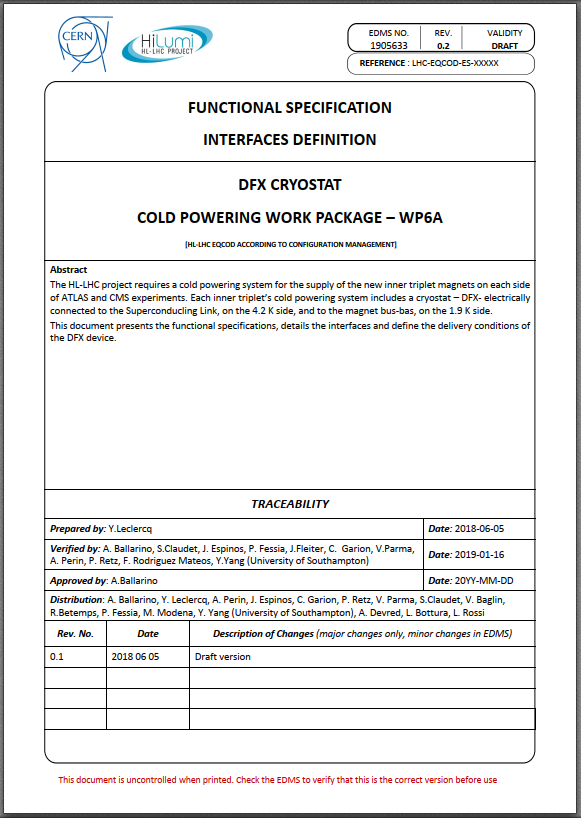 CERN
HiLumi
HL-LHC PROJECT
EDMS NO. REV. VALIDITY
1905633 0.2 DRAFT
REFERENCE : LHC-EQCOD-ES-XXXXX
FUNCTIONAL SPECIFICATION
INTERFACES DEFINITION
DFX CRYOSTAT
COLD POWERING WORK PACKAGE – WP6A
[HL-LHC EQCOD ACCORDING TO CONFIGURATION MANAGEMENT]
Abstract
The HL-LHC project requires a cold powering system for the supply of the new inner triplet magnets on each side
of ATLAS and CMS experiments. Each inner triplet's cold powering system includes a cryostat – DFX- electrically
connected to the Superconducling Link, on the 4.2 K side, and to the magnet bus-bas, on the 1.9 K side.
This document presents the functional specifications, details the interfaces and define the delivery conditions of
the DFX device.
TRACEABILITY
Prepared by: Y.Leclercq Date: 2018-06-05
Verified by: A. Ballarino, S.Claudet, J. Espinos, P. Fessia, J.Fleiter, C. Garion, V.Parma,
A. Perin, P. Retz, F. Rodriguez Mateos, Y.Yang (University of Southampton) Date: 2019-01-16
Approved by: A.Ballarino Date: 20YY-MM-DD
Distribution: A. Ballarino, Y. Leclercq, A. Perin, J. Espinos, C. Garion, P. Retz, V. Parma, S.Claudet, V. Baglin,
R.Betemps, P. Fessia, M. Modena, Y. Yang (University of Southampton), A. Devred, L. Bottura, L. Rossi
Rev. No. Date Description of Changes (major changes only, minor changes in EDMS)
0.1 2018 06 05 Draft version
This document is uncontrolled when printed. Check the EDMS to verify that this is the correct version before use